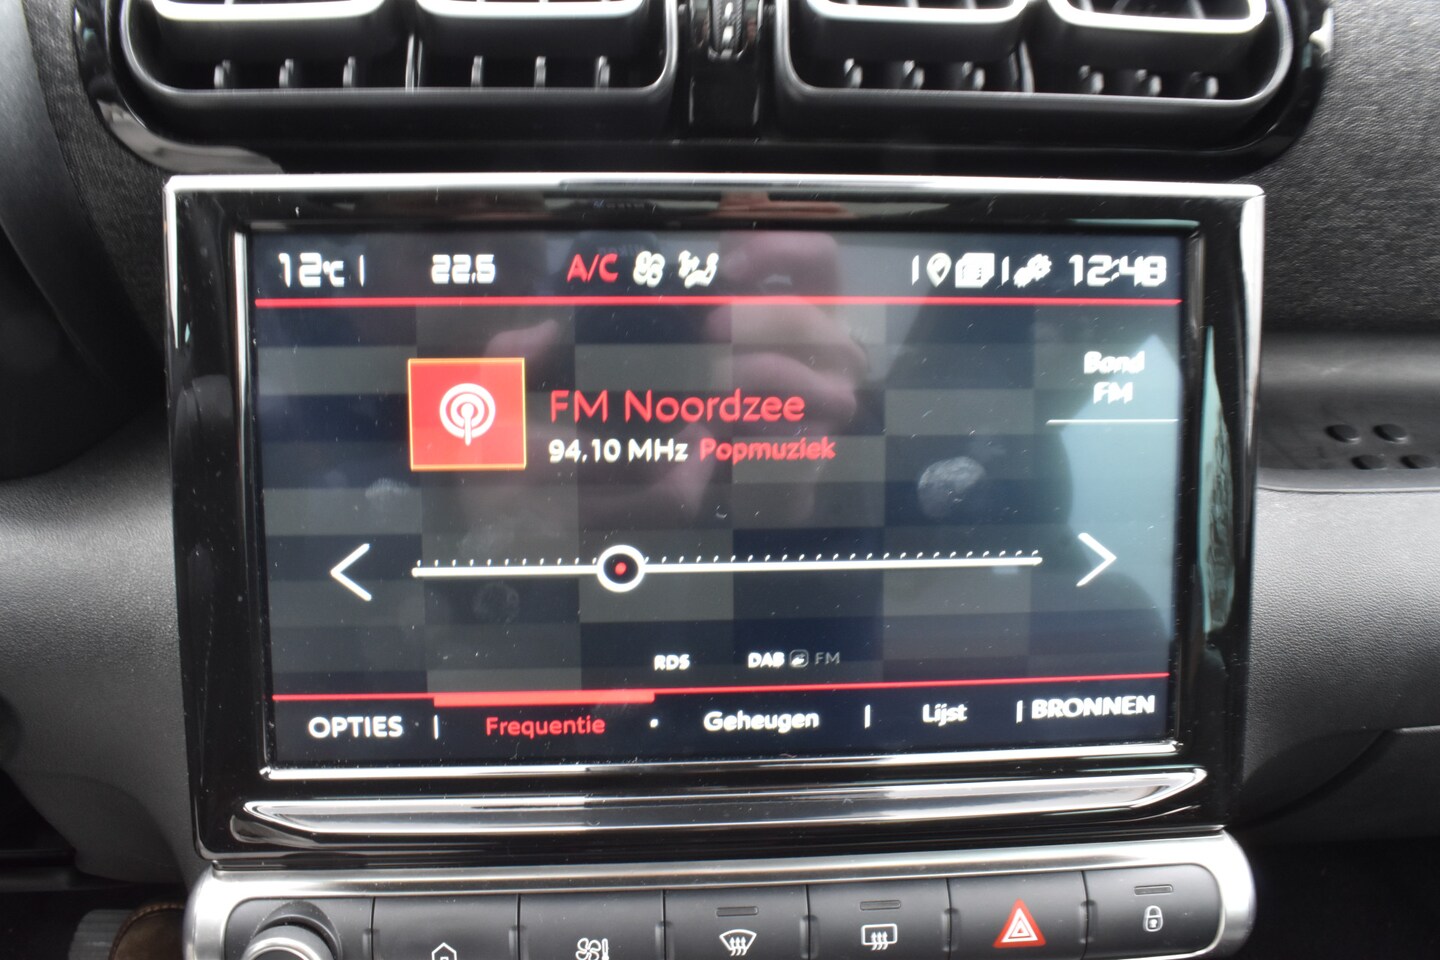 12°C 22,5 A/C 12:48
Band
FM
FM Noordzee
94,10 MHz Popmuziek
RDS DAB FM
OPTIES Frequentie Geheugen Lijst BRONNEN